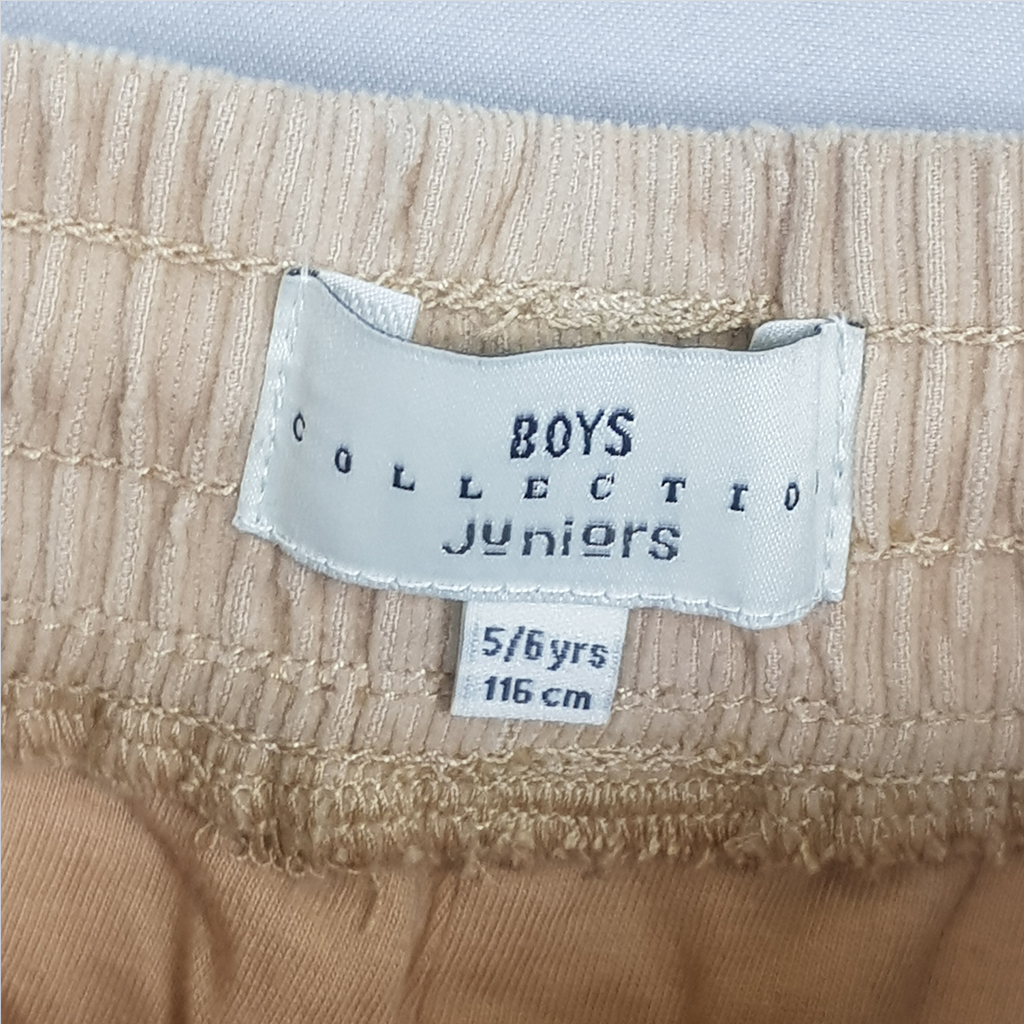 BOYS
COLLECTIO
Juniors
5/6yrs
116 cm